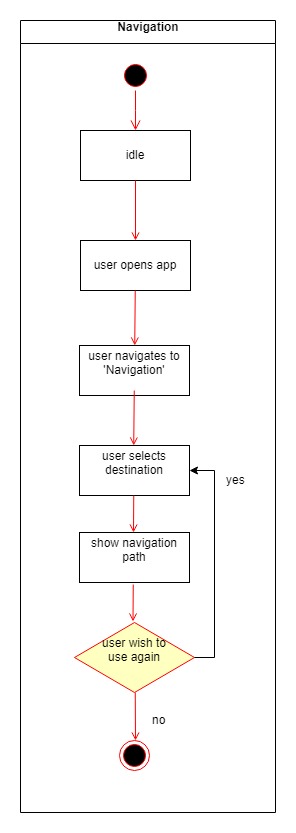 Navigation
idle
user opens app
user navigates to
'Navigation'
user selects
destination
yes
show navigation
path
user wish to
use again
no